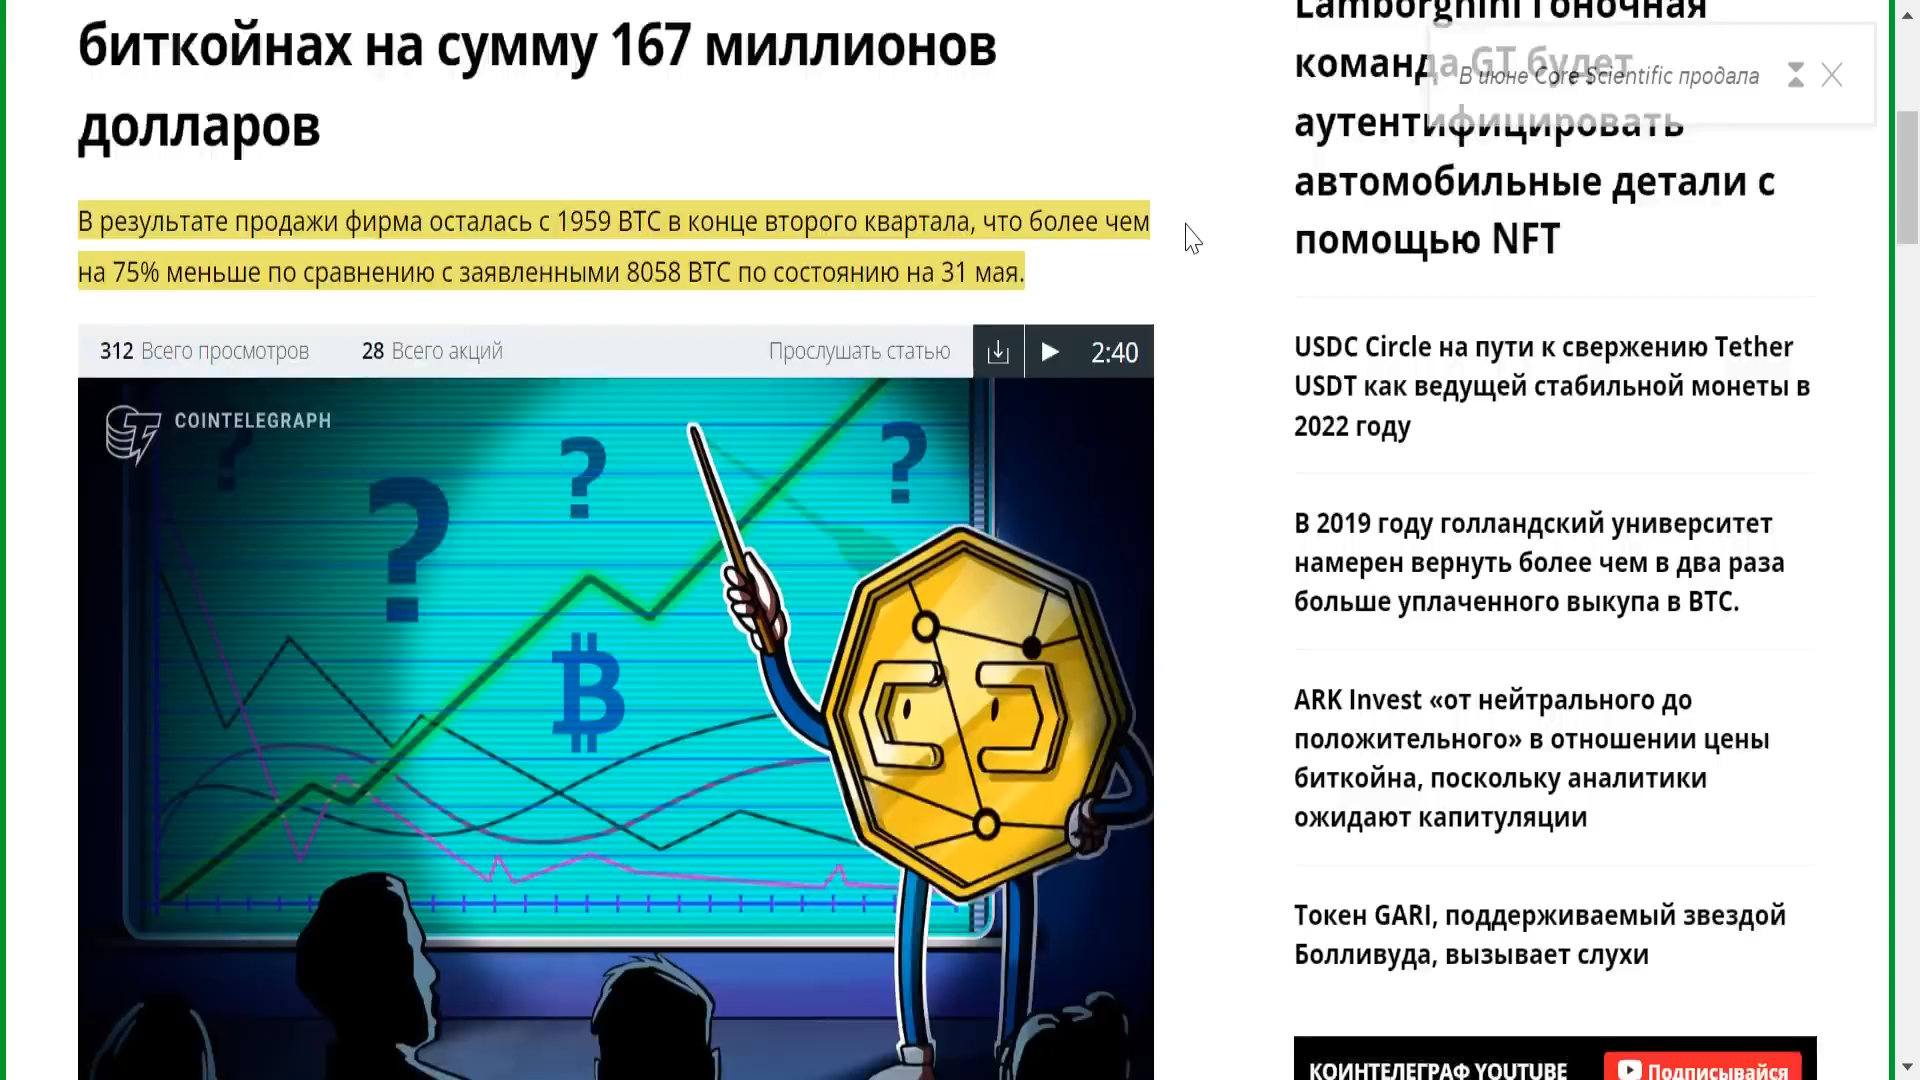 биткойнах на сумму 167 миллионов
долларов
В результате продажи фирма осталась с 1959 BTC в конце второго квартала, что более чем
на 75% меньше по сравнению с заявленными 8058 BTC по состоянию на 31 мая.
312 Всего просмотров 28 Всего акций Прослушать статью 2:40
COINTELEGRAPH
? ? ? ?
Lamborghini Гоночная
команда GT будет
аутентифицировать
автомобильные детали с
помощью NFT
В июне Core Scientific продала
USDC Circle на пути к свержению Tether
USDT как ведущей стабильной монеты в
2022 году
В 2019 году голландский университет
намерен вернуть более чем в два раза
больше уплаченного выкупа в BTC.
ARK Invest «от нейтрального до
положительного» в отношении цены
биткойна, поскольку аналитики
ожидают капитуляции
Токен GARI, поддерживаемый звездой
Болливуда, вызывает слухи
КОИНТЕЛЕГРАФ YOUTUBE
Подписывайся